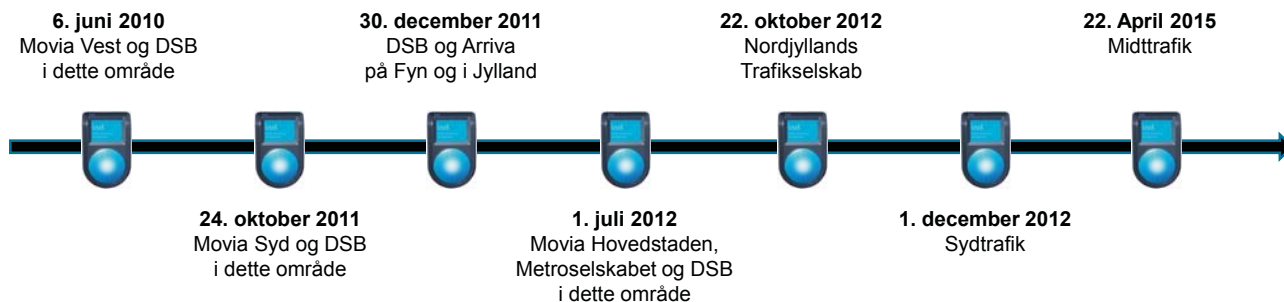 6. juni 2010
Movia Vest og DSB
i dette område
30. december 2011
DSB og Arriva
på Fyn og i Jylland
22. oktober 2012
Nordjyllands
Trafikselskab
22. April 2015
Midttrafik
24. oktober 2011
Movia Syd og DSB
i dette område
1. juli 2012
Movia Hovedstaden,
Metroselskabet og DSB
i dette område
1. december 2012
Sydtrafik